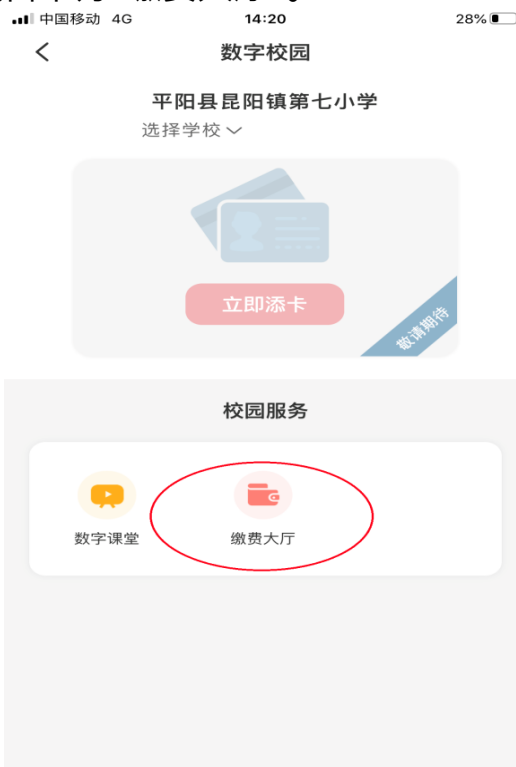 中国移动 4G 14:20 28%
数字校园
平阳县昆阳镇第七小学
选择学校
立即添卡
敬请期待
校园服务
数字课堂 缴费大厅